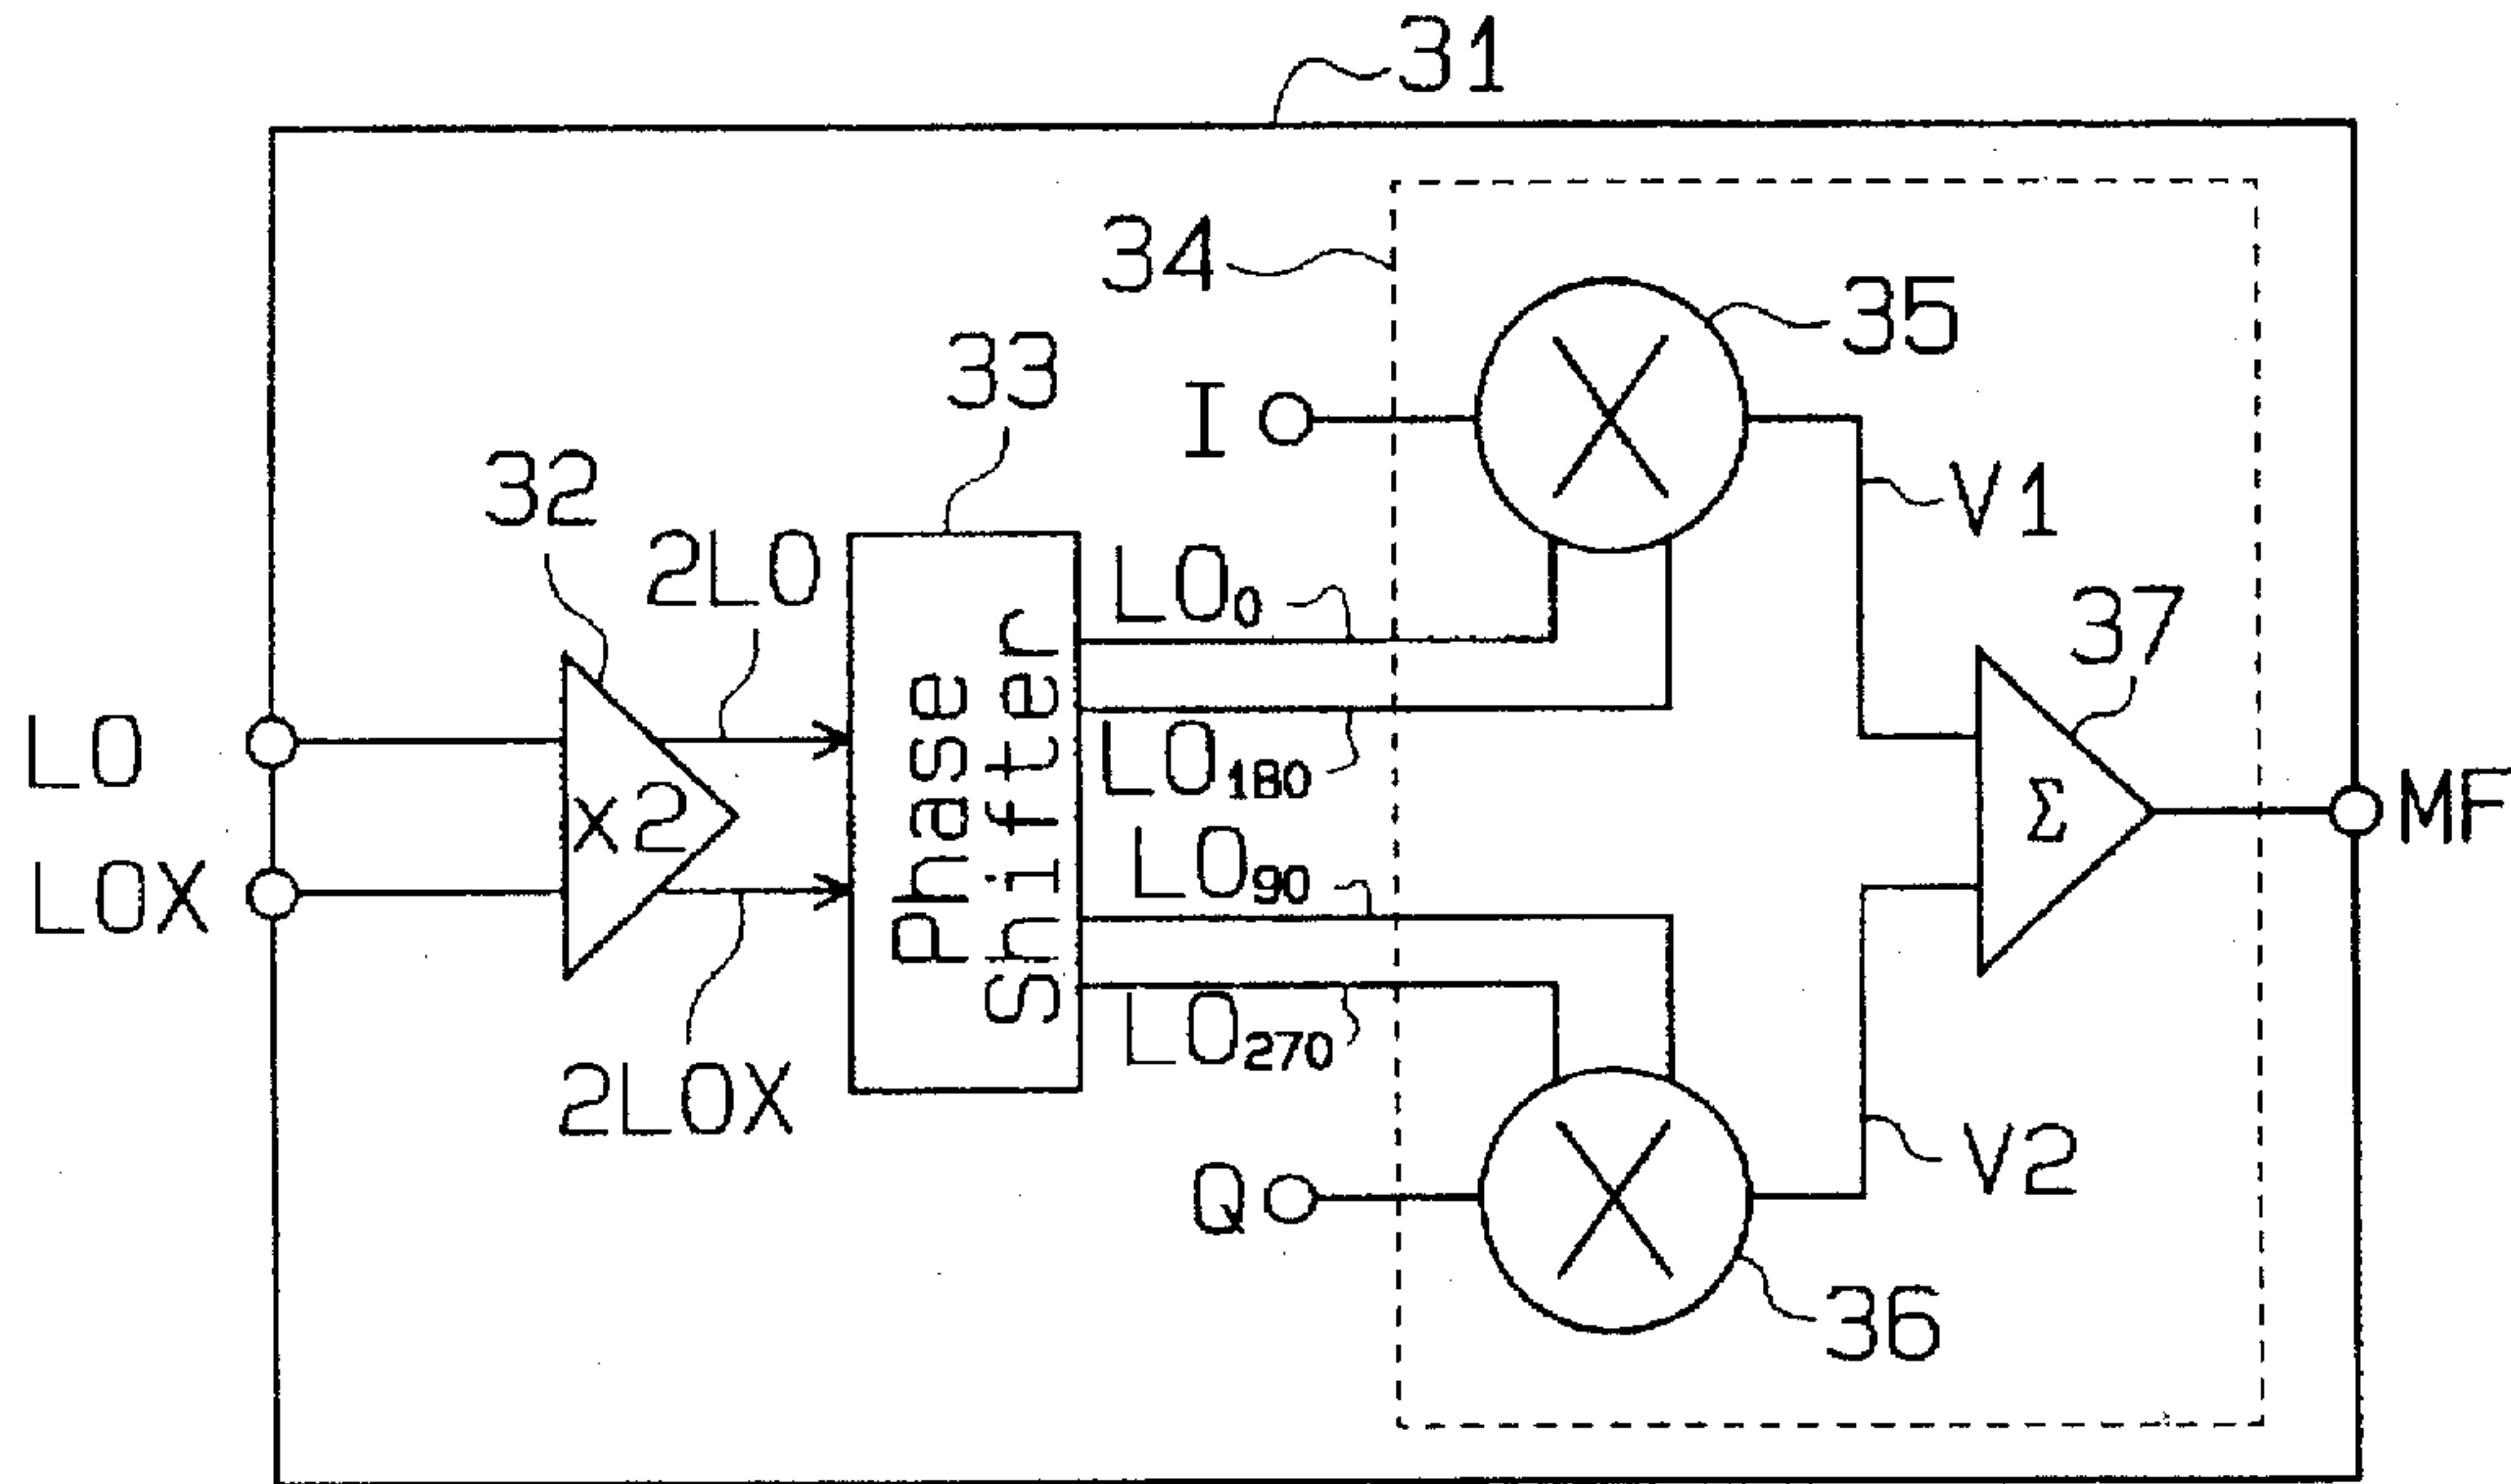 31
34
35
33
I
32
2LO
V1
LO₀
37
Phase
Shifter
LO
LO₁₈₀
x2
Σ
MF
LO₉₀
LOX
LO₂₇₀
2LOX
V2
Q
36